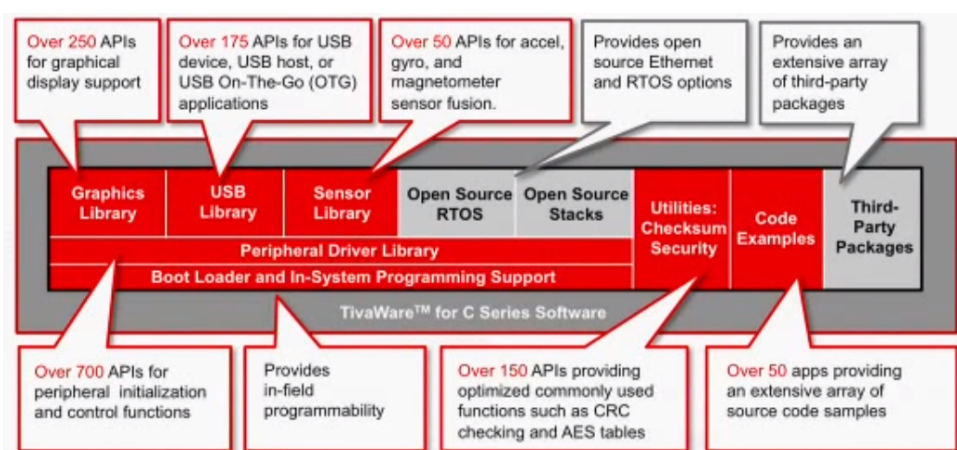 Over 250 APIs
for graphical
display support
Over 175 APIs for USB
device, USB host, or
USB On-The-Go (OTG)
applications
Over 50 APIs for accel,
gyro, and
magnetometer
sensor fusion.
Provides open
source Ethernet
and RTOS options
Provides an
extensive array
of third-party
packages
Graphics
Library
USB
Library
Sensor
Library
Open Source
RTOS
Open Source
Stacks
Utilities:
Checksum
Security
Code
Examples
Third-
Party
Packages
Peripheral Driver Library
Boot Loader and In-System Programming Support
TivaWare™ for C Series Software
Over 700 APIs for
peripheral initialization
and control functions
Provides
in-field
programmability
Over 150 APIs providing
optimized commonly used
functions such as CRC
checking and AES tables
Over 50 apps providing
an extensive array of
source code samples